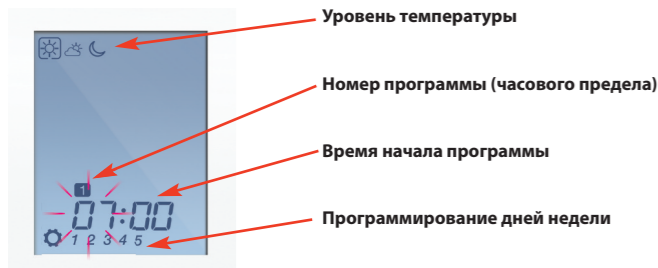 Уровень температуры
Номер программы (часового предела)
1
Время начала программы
07:00
Программирование дней недели
1 2 3 4 5